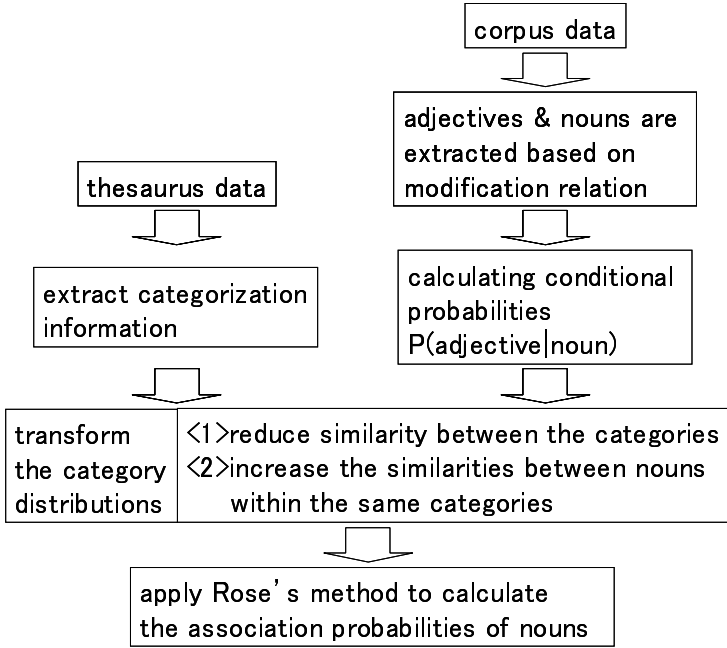 corpus data
adjectives & nouns are
extracted based on
modification relation
thesaurus data
calculating conditional
probabilities
P(adjective|noun)
extract categorization
information
transform
the category
distributions
<1>reduce similarity between the categories
<2>increase the similarities between nouns
within the same categories
apply Rose's method to calculate
the association probabilities of nouns